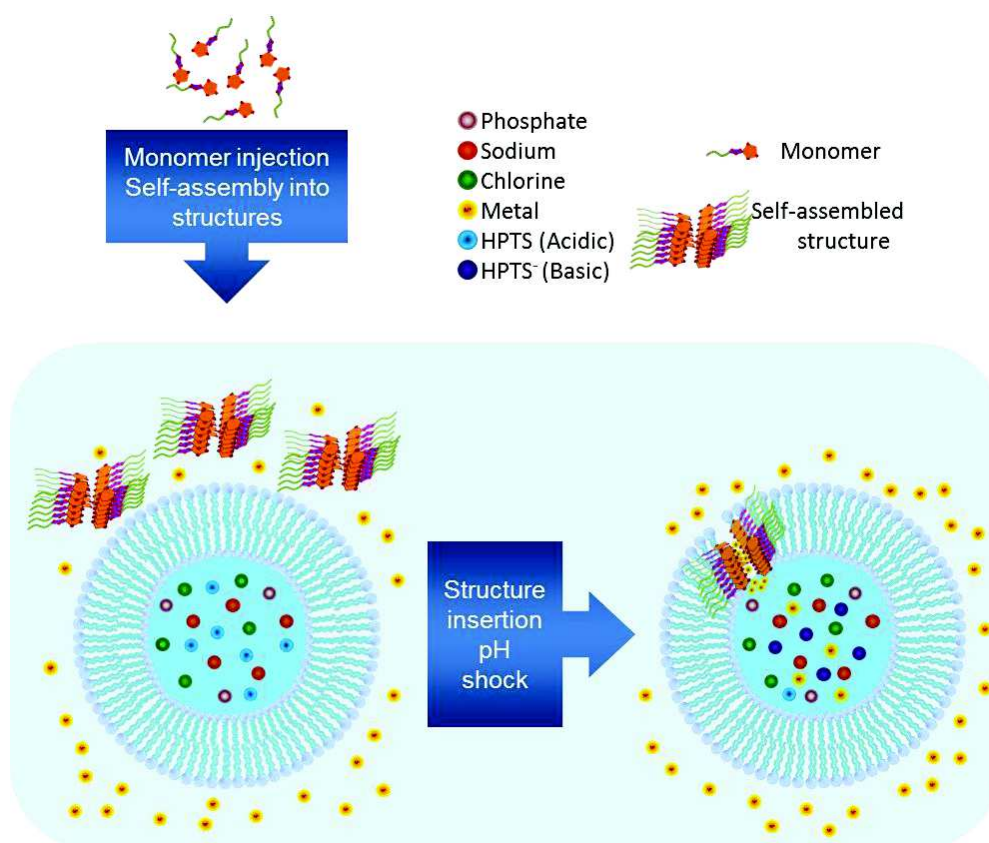 Monomer injection
Self-assembly into
structures
Phosphate
Sodium
Chlorine
Metal
HPTS (Acidic)
HPTS⁻ (Basic)
Monomer
Self-assembled
structure
Structure
insertion
pH
shock